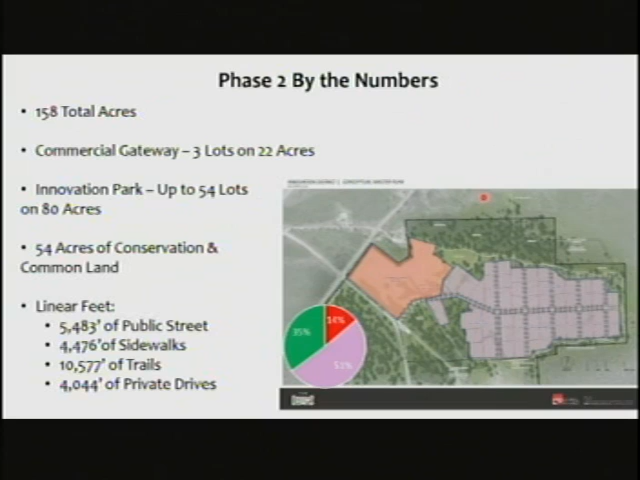 Phase 2 By the Numbers
• 158 Total Acres
• Commercial Gateway – 3 Lots on 22 Acres
• Innovation Park – Up to 54 Lots
on 80 Acres
• 54 Acres of Conservation &
Common Land
• Linear Feet:
• 5,483' of Public Street
• 4,476'of Sidewalks
• 10,577' of Trails
• 4,044' of Private Drives
14%
35%
51%